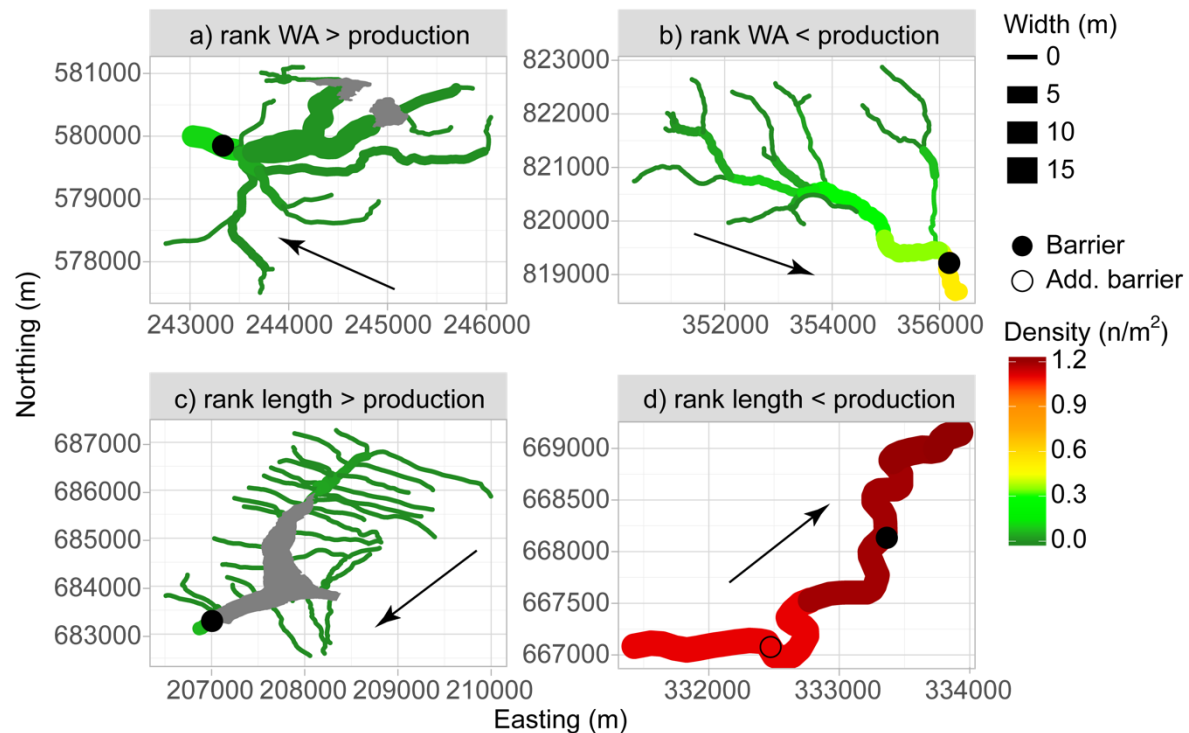 a) rank WA > production
b) rank WA < production
581000
580000
579000
578000
243000 244000 245000 246000
823000
822000
821000
820000
819000
352000 354000 356000
c) rank length > production
d) rank length < production
687000
686000
685000
684000
683000
207000 208000 209000 210000
669000
668500
668000
667500
667000
332000 333000 334000
Northing (m)
Easting (m)
Width (m)
0
5
10
15
Barrier
Add. barrier
Density (n/m²)
1.2
0.9
0.6
0.3
0.0